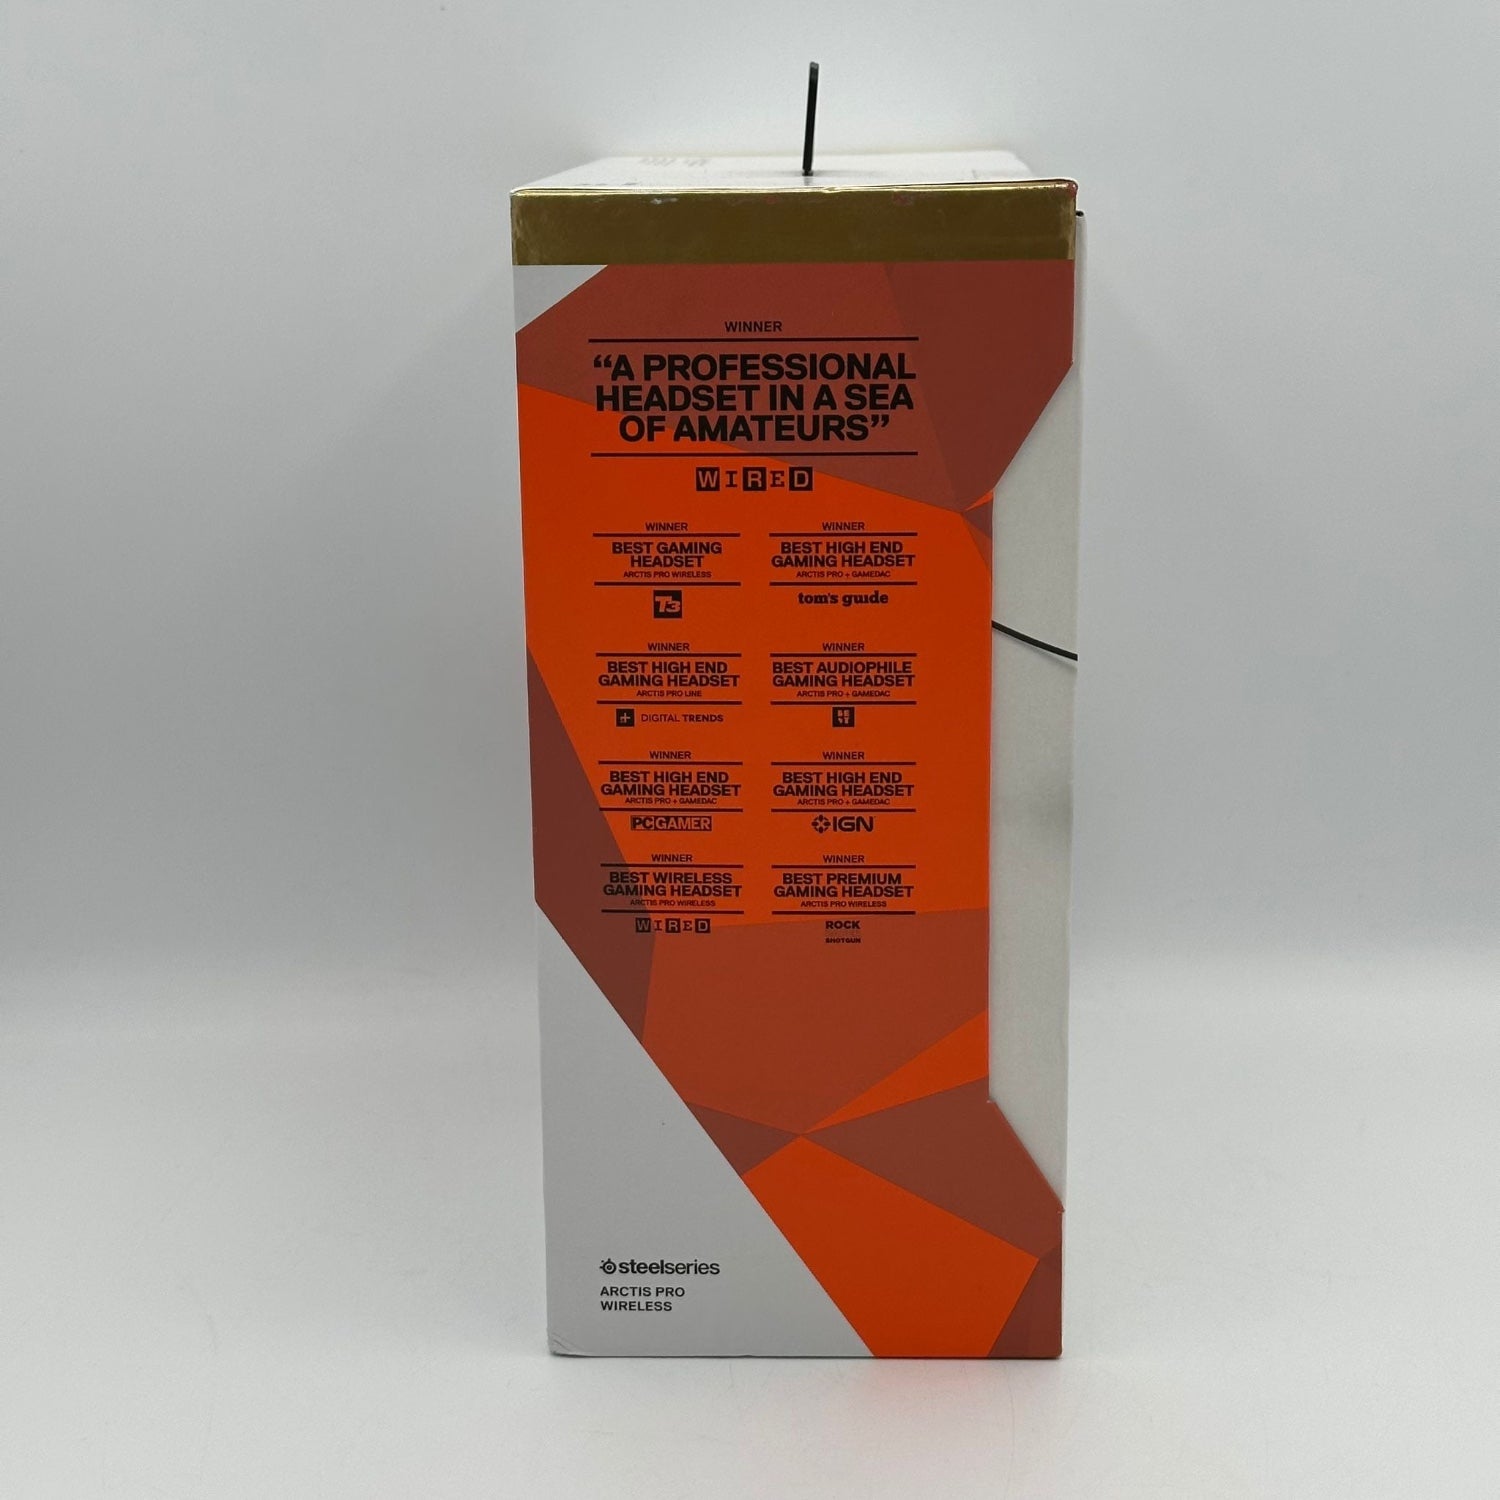 WINNER
“A PROFESSIONAL
HEADSET IN A SEA
OF AMATEURS”
WIRED
WINNER
BEST GAMING
HEADSET
ARCTIS PRO WIRELESS
T3
WINNER
BEST HIGH END
GAMING HEADSET
ARCTIS PRO + GAMEDAC
tom's guide
WINNER
BEST HIGH END
GAMING HEADSET
ARCTIS PRO LINE
DIGITAL TRENDS
WINNER
BEST AUDIOPHILE
GAMING HEADSET
ARCTIS PRO + GAMEDAC
WINNER
BEST HIGH END
GAMING HEADSET
ARCTIS PRO + GAMEDAC
PCGAMER
WINNER
BEST HIGH END
GAMING HEADSET
ARCTIS PRO + GAMEDAC
IGN
WINNER
BEST WIRELESS
GAMING HEADSET
ARCTIS PRO WIRELESS
WIRED
WINNER
BEST PREMIUM
GAMING HEADSET
ARCTIS PRO WIRELESS
ROCK
SHOTGUN
steelseries
ARCTIS PRO
WIRELESS